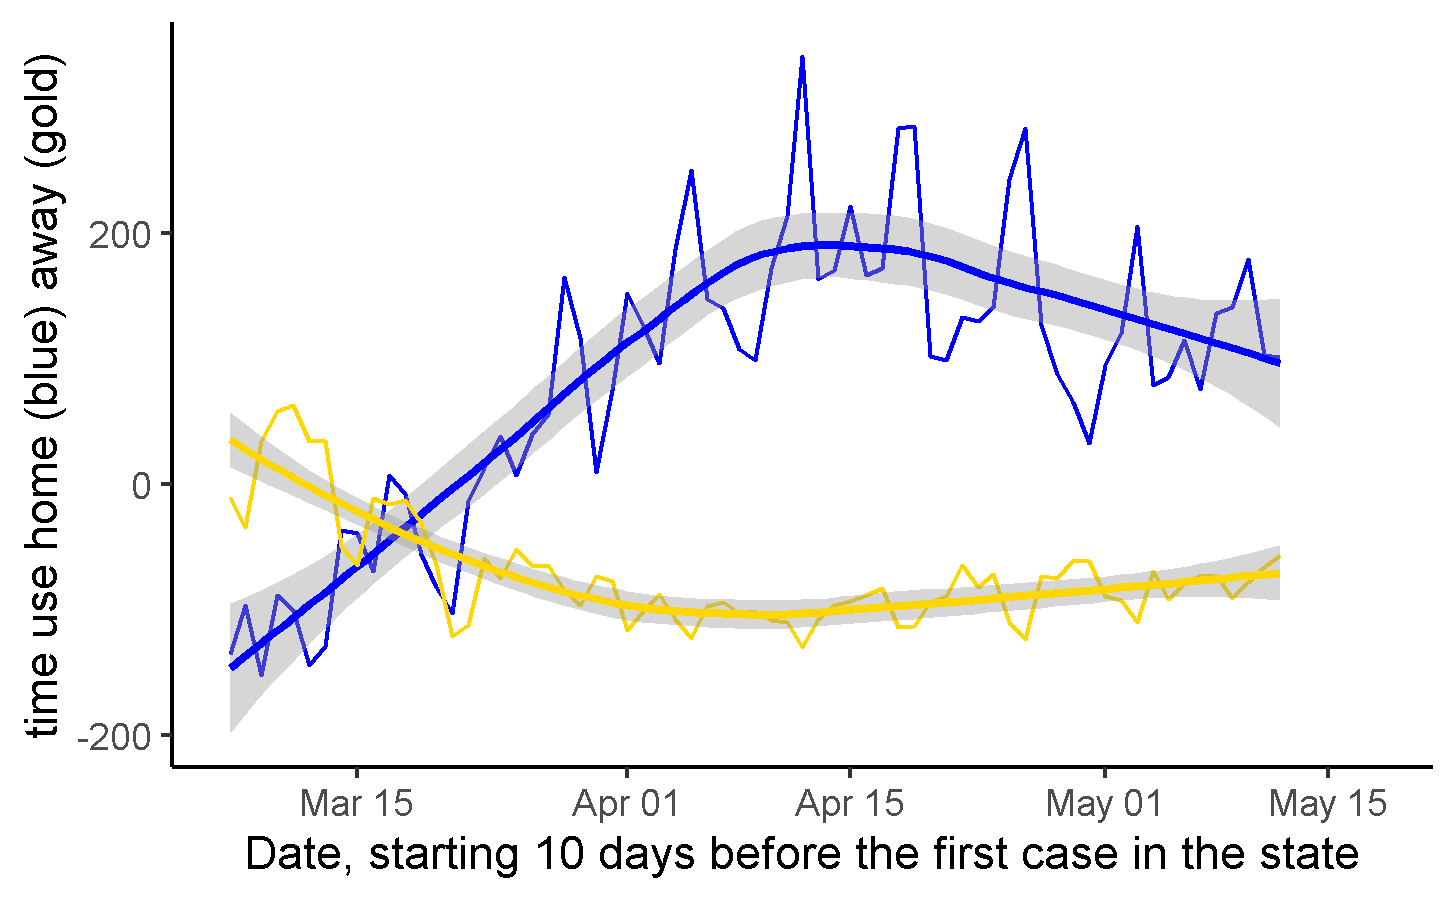 time use home (blue) away (gold)
200
0
-200
Mar 15 Apr 01 Apr 15 May 01 May 15
Date, starting 10 days before the first case in the state